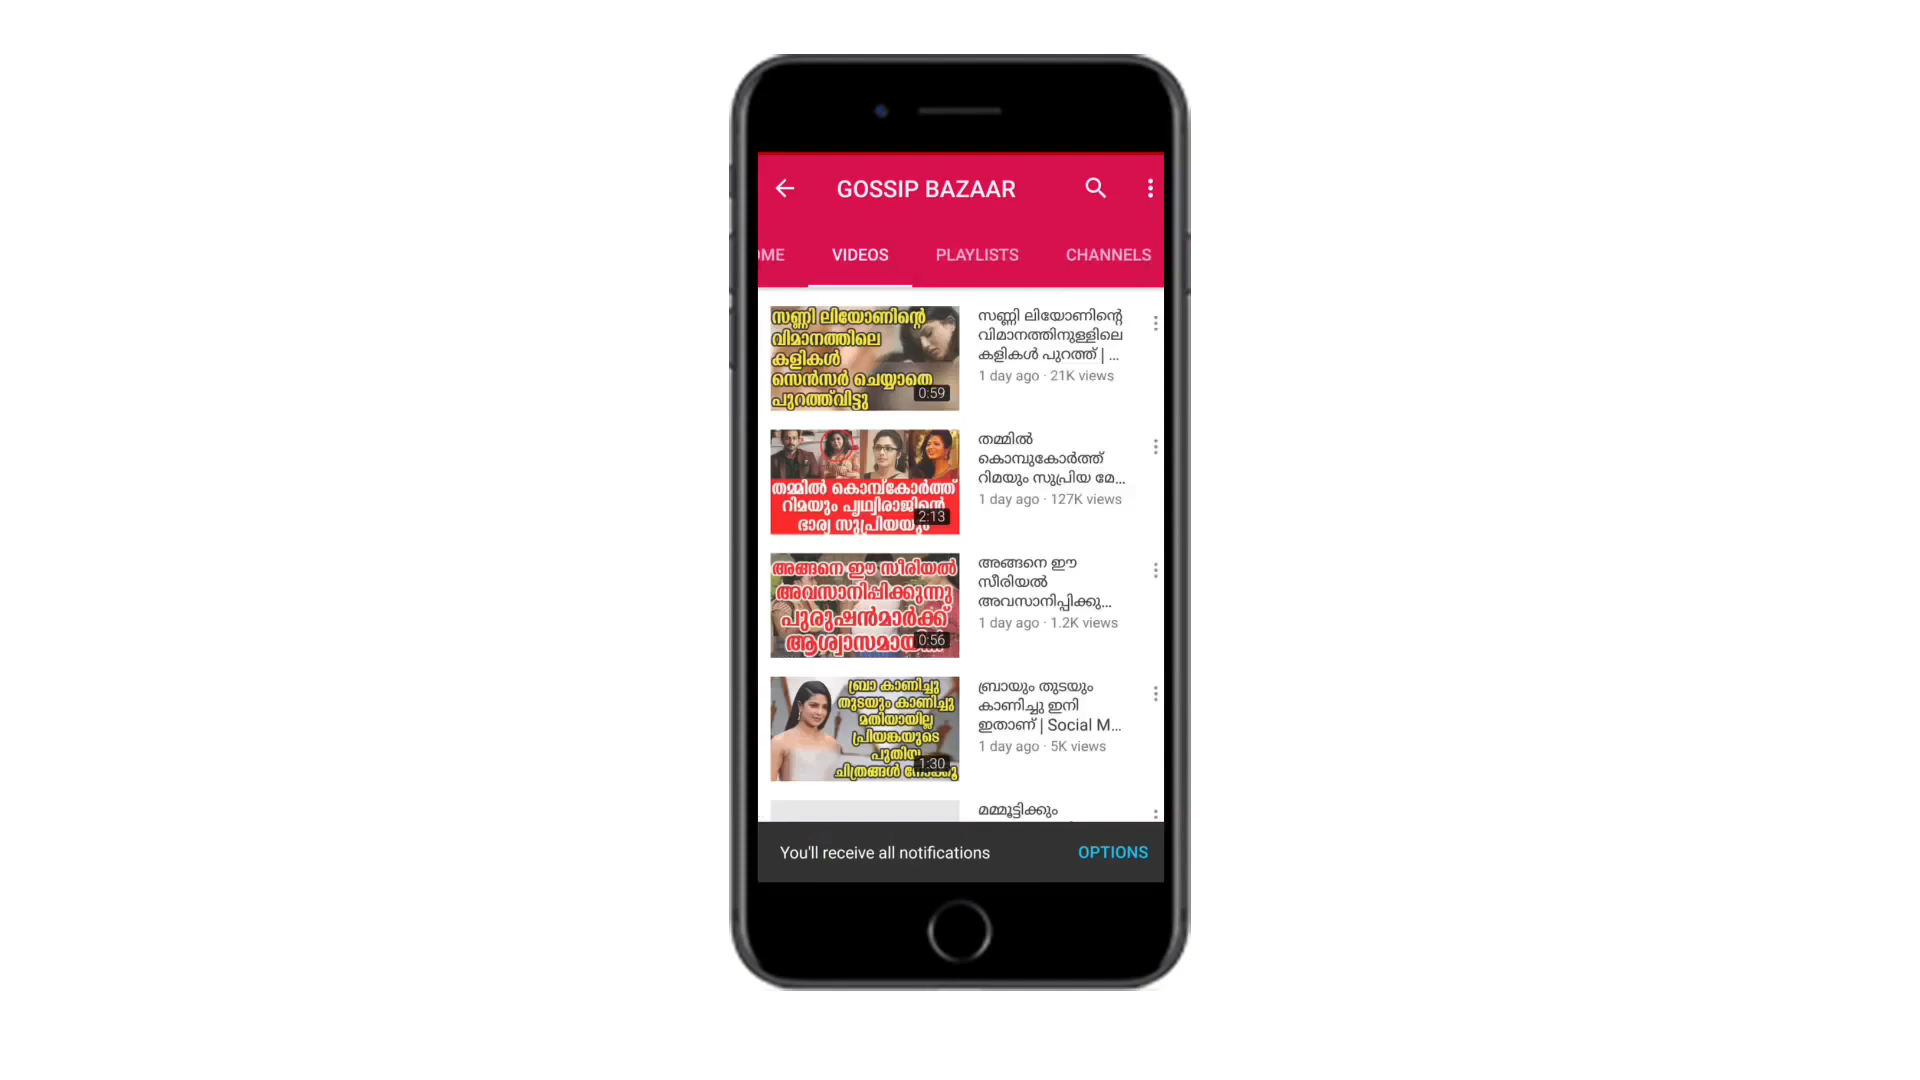 GOSSIP BAZAAR
OME VIDEOS PLAYLISTS CHANNELS
സണ്ണി ലിയോണിന്റെ
വിമാനത്തിലെ
കളികൾ
സെൻസർ ചെയ്യാതെ
പുറത്ത്‌വിട്ടു
0:59
സണ്ണി ലിയോണിന്റെ
വിമാനത്തിനുള്ളിലെ
കളികൾ പുറത്ത് | ...
1 day ago · 21K views
തമ്മിൽ കൊമ്പ്കോർത്ത്
റിമയും പൃഥ്വിരാജിന്റെ
ഭാര്യ സുപ്രിയയും
2:13
തമ്മിൽ
കൊമ്പുകോർത്ത്
റിമയും സുപ്രിയ മേ...
1 day ago · 127K views
അങ്ങനെ ഈ സീരിയൽ
അവസാനിപ്പിക്കുന്നു
പുരുഷൻമാർക്ക്
0:56
അങ്ങനെ ഈ
സീരിയൽ
അവസാനിപ്പിക്കു...
1 day ago · 1.2K views
ബ്രാ കാണിച്ചു
തുടയും കാണിച്ചു
മതിയായില്ല
പ്രിയങ്കയുടെ
പുതിയ
ചിത്രങ്ങൾ നോക്കൂ
1:30
ബ്രായും തുടയും
കാണിച്ചു ഇനി
ഇതാണ് | Social M...
1 day ago · 5K views
മമ്മൂട്ടിക്കും
You'll receive all notifications OPTIONS